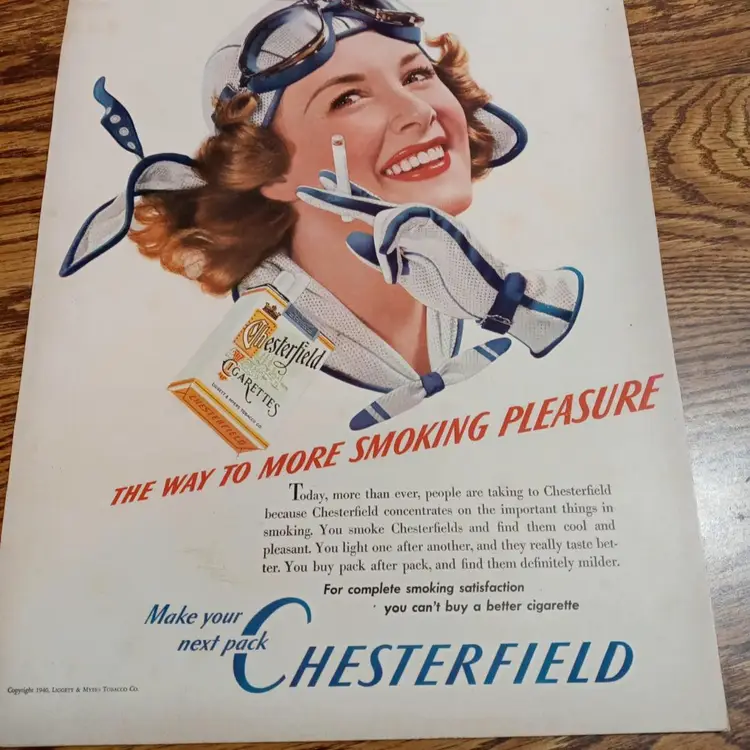 Chesterfield
CIGARETTES
LIGGETT & MYERS TOBACCO CO.
CHESTERFIELD
THE WAY TO MORE SMOKING PLEASURE
Today, more than ever, people are taking to Chesterfield
because Chesterfield concentrates on the important things in
smoking. You smoke Chesterfields and find them cool and
pleasant. You light one after another, and they really taste bet-
ter. You buy pack after pack, and find them definitely milder.
For complete smoking satisfaction
you can't buy a better cigarette
Make your
next pack
CHESTERFIELD
Copyright 1940, LIGGETT & MYERS TOBACCO CO.